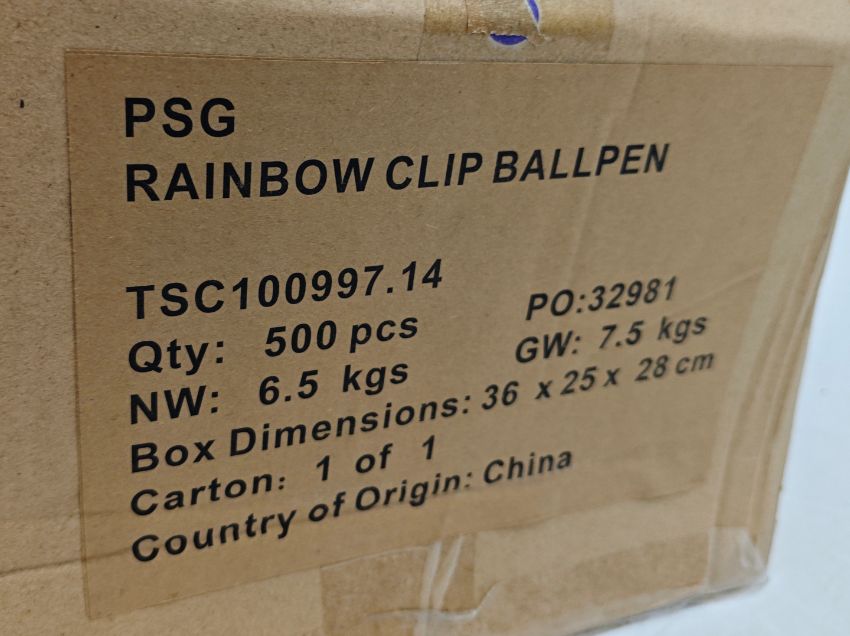 PSG
RAINBOW CLIP BALLPEN
TSC100997.14
Qty: 500 pcs PO:32981
NW: 6.5 kgs GW: 7.5 kgs
Box Dimensions: 36 x 25 x 28 cm
Carton: 1 of 1
Country of Origin: China